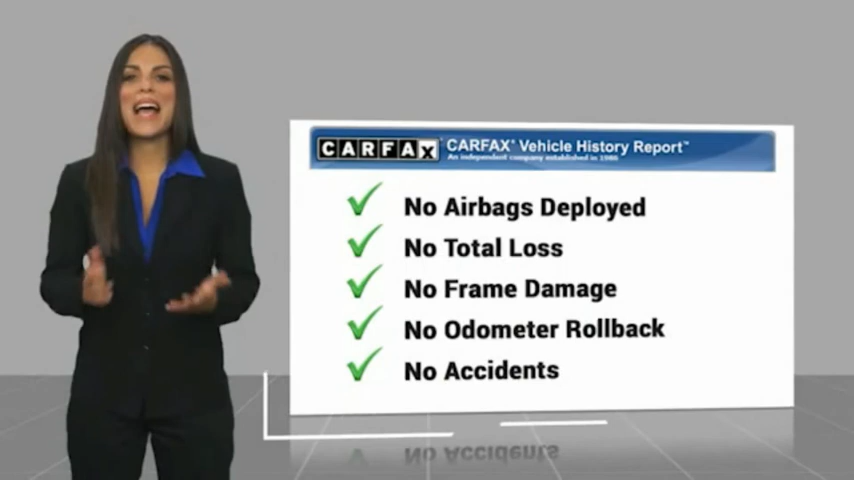 CARFAX CARFAX® Vehicle History Report™
An independent company established in 1986
No Airbags Deployed
No Total Loss
No Frame Damage
No Odometer Rollback
No Accidents